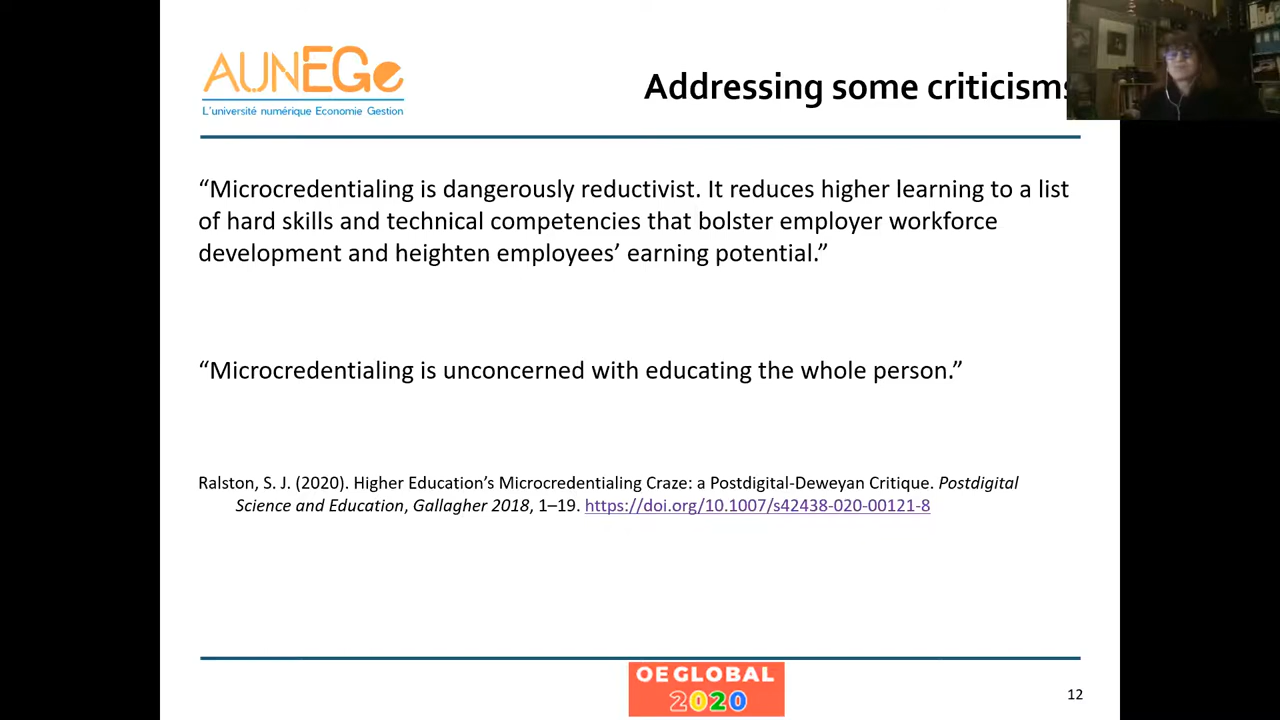 AUNEGe
L'université numérique Economie Gestion
Addressing some criticisms
“Microcredentialing is dangerously reductivist. It reduces higher learning to a list
of hard skills and technical competencies that bolster employer workforce
development and heighten employees’ earning potential.”
“Microcredentialing is unconcerned with educating the whole person.”
Ralston, S. J. (2020). Higher Education’s Microcredentialing Craze: a Postdigital-Deweyan Critique. Postdigital
Science and Education, Gallagher 2018, 1–19. https://doi.org/10.1007/s42438-020-00121-8
OEGLOBAL
2020
12